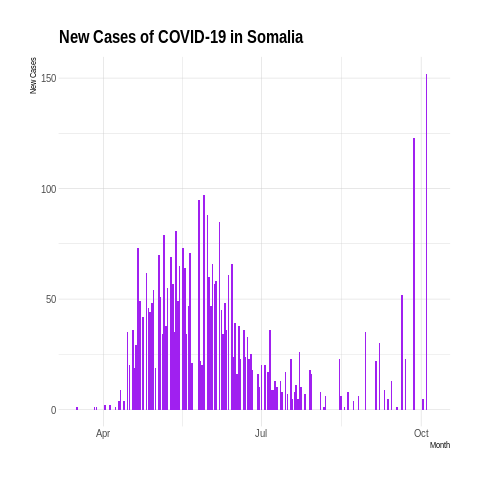 New Cases of COVID-19 in Somalia
New Cases
150
100
50
0
Apr
Jul
Oct
Month